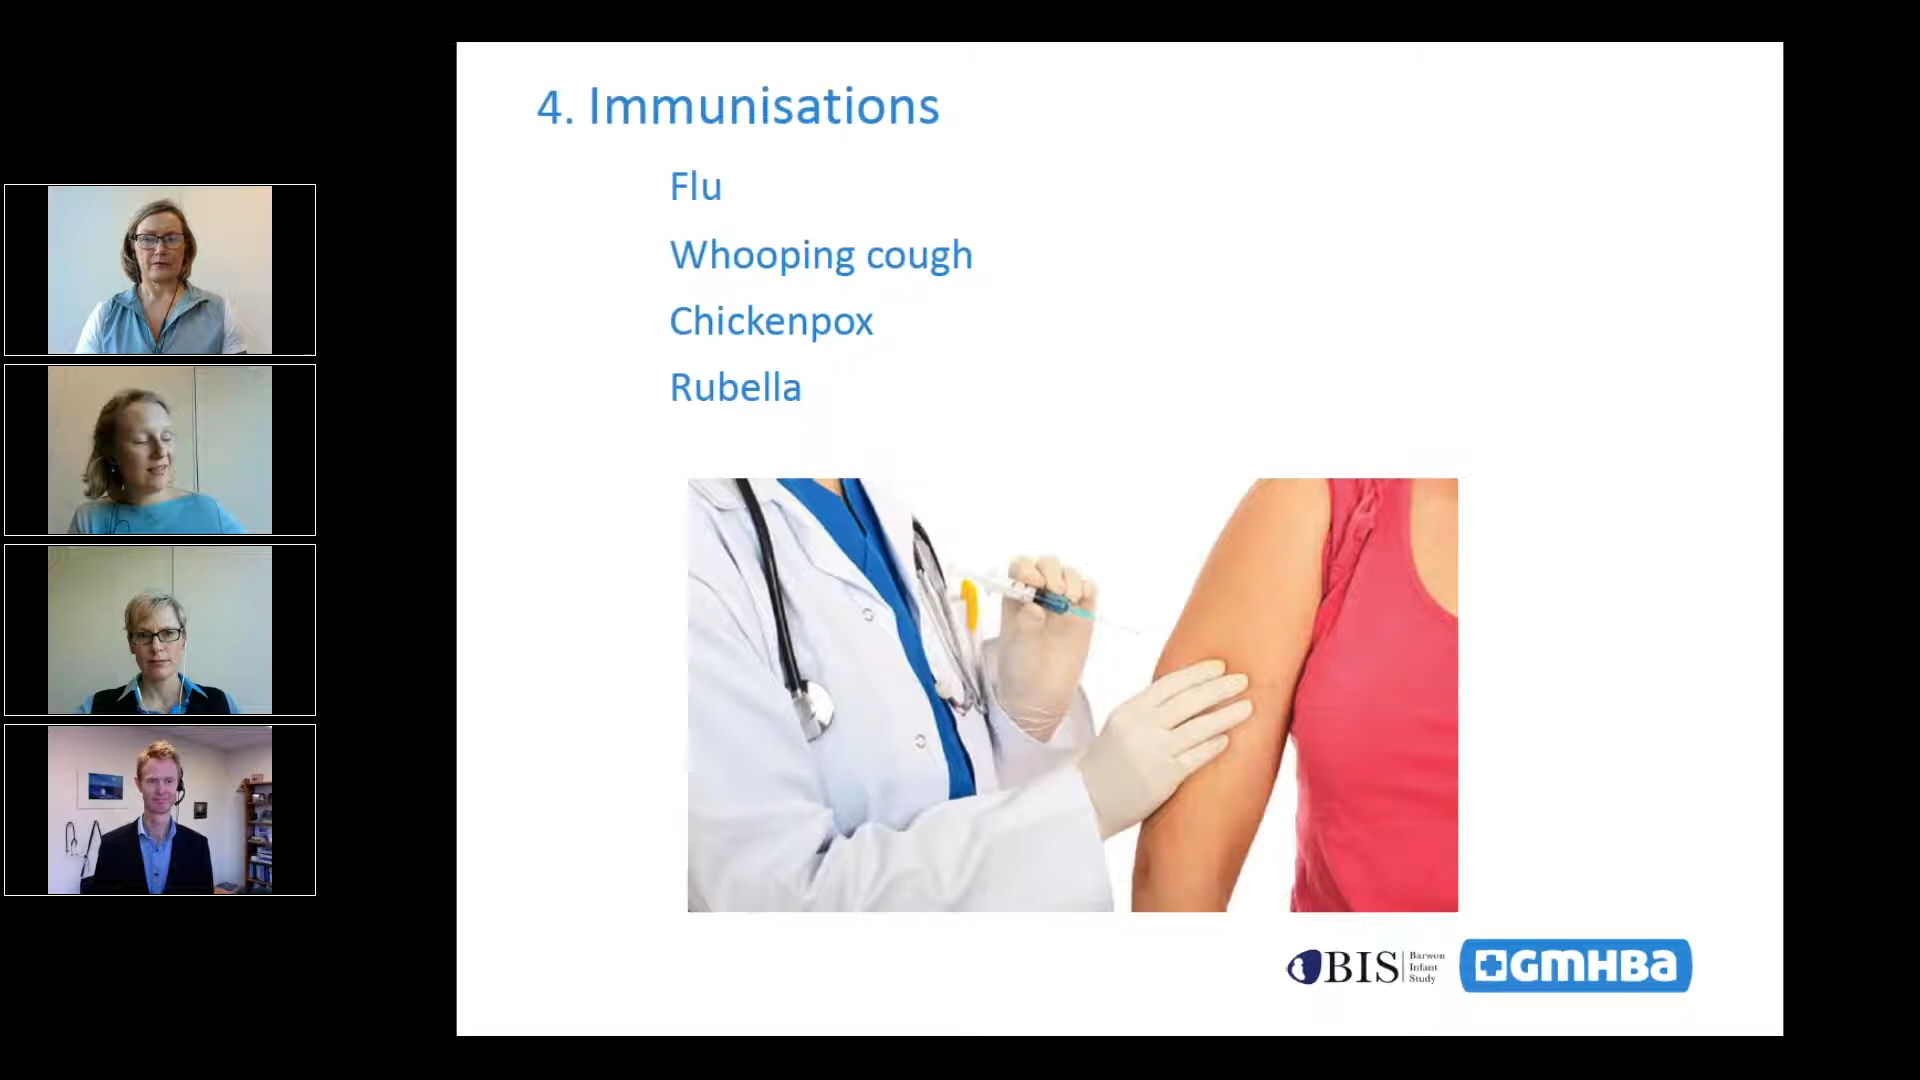 4. Immunisations
Flu
Whooping cough
Chickenpox
Rubella
BIS
Barwon
Infant
Study
GMHBA